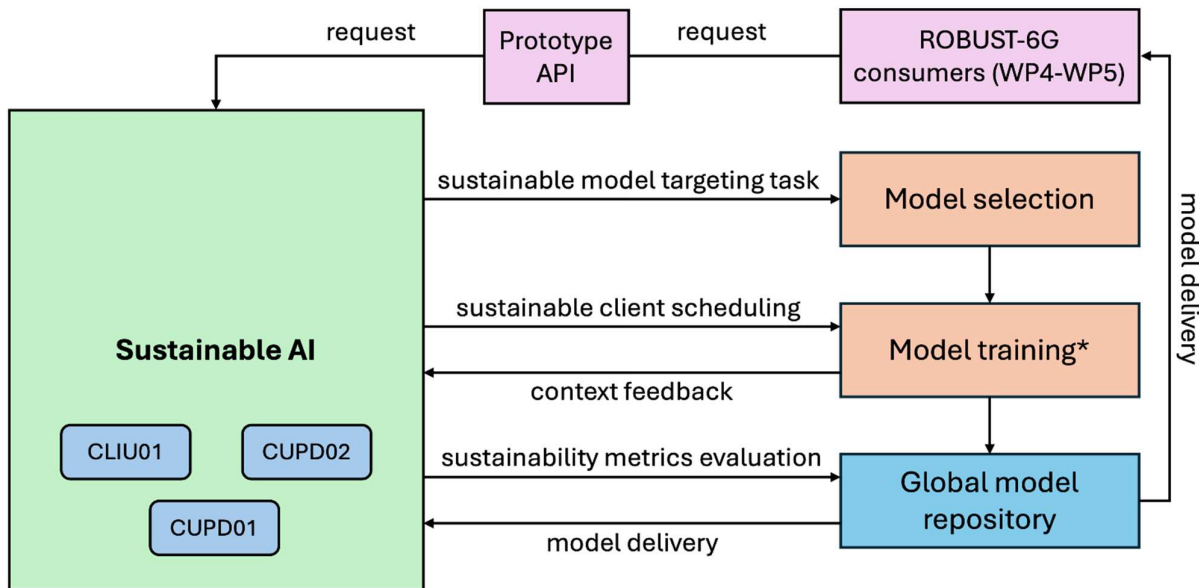 request
Prototype
API
request
ROBUST-6G
consumers (WP4-WP5)
sustainable model targeting task
Model selection
model delivery
sustainable client scheduling
Model training*
context feedback
Sustainable AI
CLIU01
CUPD02
CUPD01
sustainability metrics evaluation
Global model
repository
model delivery